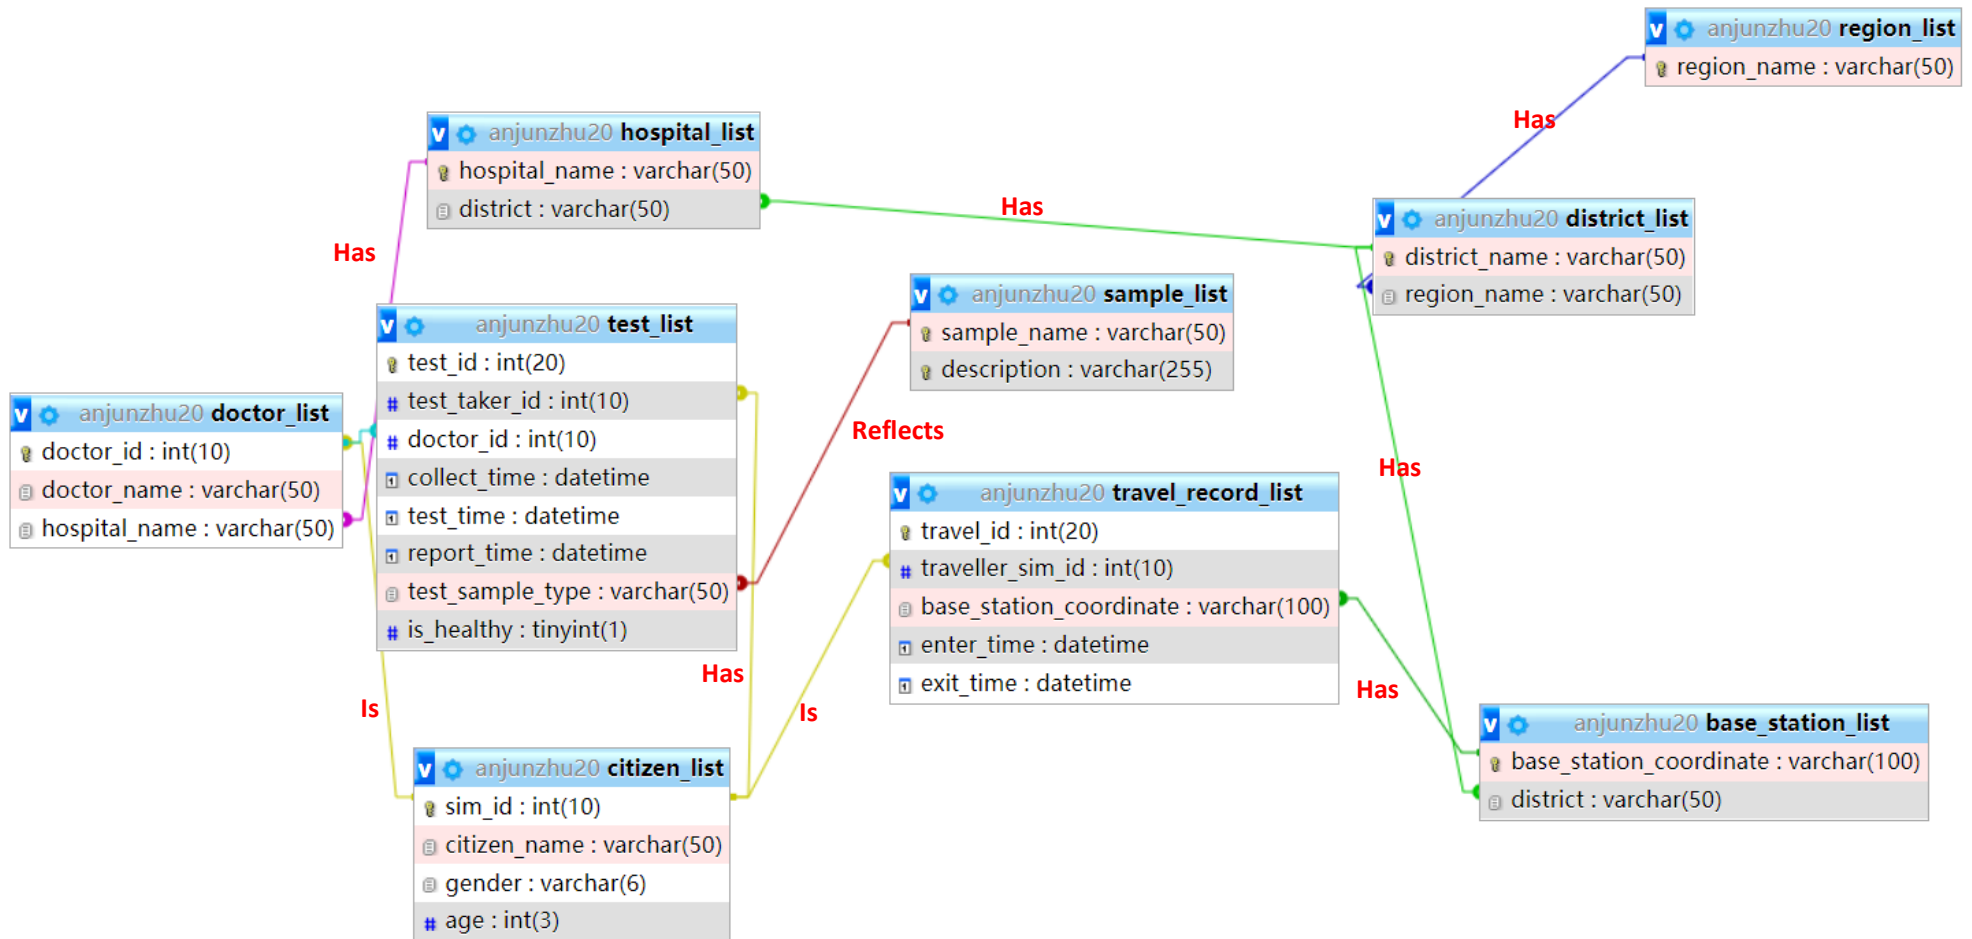 anjunzhu20 region_list
region_name : varchar(50)
Has
anjunzhu20 hospital_list
hospital_name : varchar(50)
district : varchar(50)
Has
anjunzhu20 district_list
district_name : varchar(50)
region_name : varchar(50)
Has
anjunzhu20 sample_list
sample_name : varchar(50)
description : varchar(255)
anjunzhu20 test_list
test_id : int(20)
test_taker_id : int(10)
doctor_id : int(10)
collect_time : datetime
test_time : datetime
report_time : datetime
test_sample_type : varchar(50)
is_healthy : tinyint(1)
anjunzhu20 doctor_list
doctor_id : int(10)
doctor_name : varchar(50)
hospital_name : varchar(50)
Reflects
Has
anjunzhu20 travel_record_list
travel_id : int(20)
traveller_sim_id : int(10)
base_station_coordinate : varchar(100)
enter_time : datetime
exit_time : datetime
Has
Is
Is
Has
anjunzhu20 base_station_list
base_station_coordinate : varchar(100)
district : varchar(50)
anjunzhu20 citizen_list
sim_id : int(10)
citizen_name : varchar(50)
gender : varchar(6)
age : int(3)